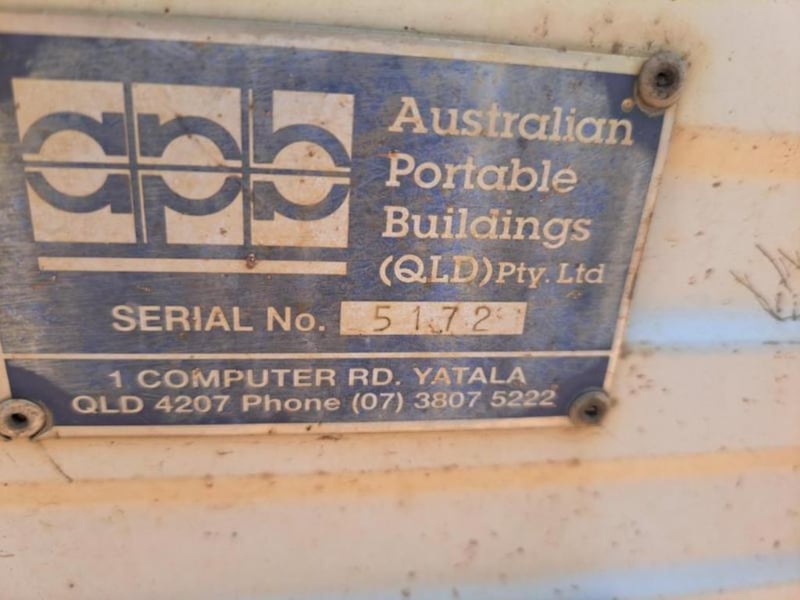 apb
Australian
Portable
Buildings
(QLD) Pty. Ltd
SERIAL No. 5172
1 COMPUTER RD. YATALA
QLD 4207 Phone (07) 3807 5222